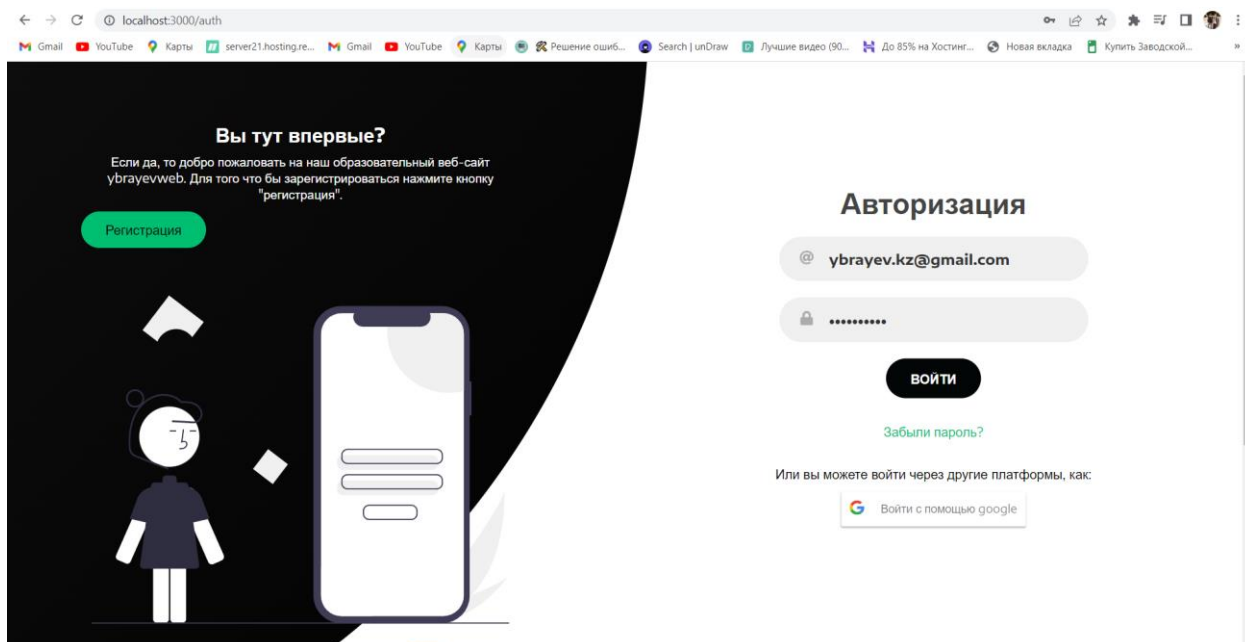 localhost:3000/auth
Gmail YouTube Карты server21.hosting.re... Gmail YouTube Карты Решение ошиб... Search | unDraw Лучшие видео (90... До 85% на Хостинг... Новая вкладка Купить Заводской... »
Вы тут впервые?
Если да, то добро пожаловать на наш образовательный веб-сайт
ybrayevweb. Для того что бы зарегистрироваться нажмите кнопку
"регистрация".
Регистрация
Авторизация
@ ybrayev.kz@gmail.com
••••••••••
ВОЙТИ
Забыли пароль?
Или вы можете войти через другие платформы, как:
G Войти с помощью google